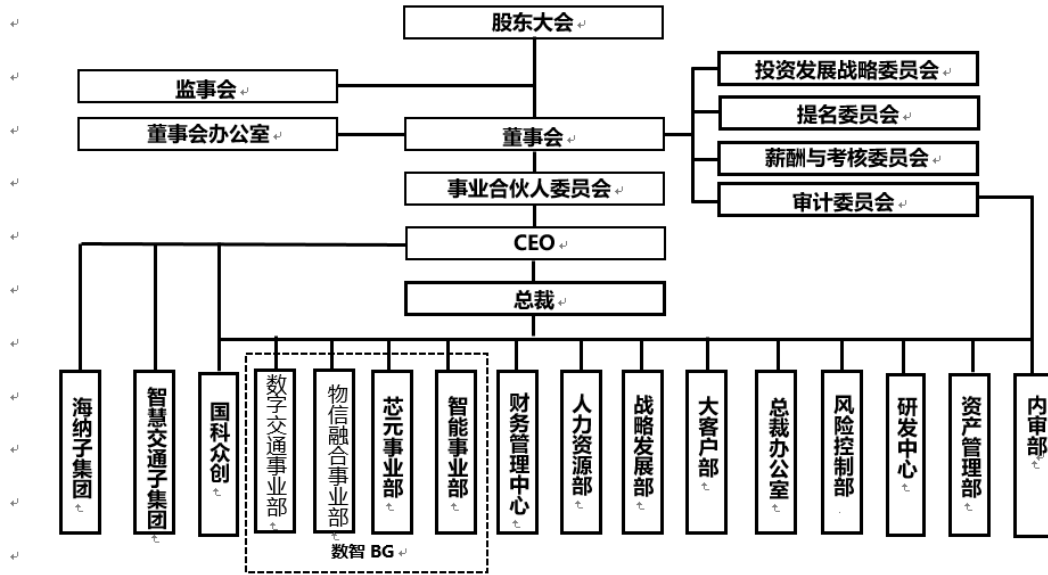 股东大会
投资发展战略委员会
监事会
提名委员会
董事会办公室
董事会
薪酬与考核委员会
事业合伙人委员会
审计委员会
CEO
总裁
海纳子集团
智慧交通子集团
国科众创
数字交通事业部
物信融合事业部
芯元事业部
智能事业部
财务管理中心
人力资源部
战略发展部
大客户部
总裁办公室
风险控制部
研发中心
资产管理部
内审部
数智 BG